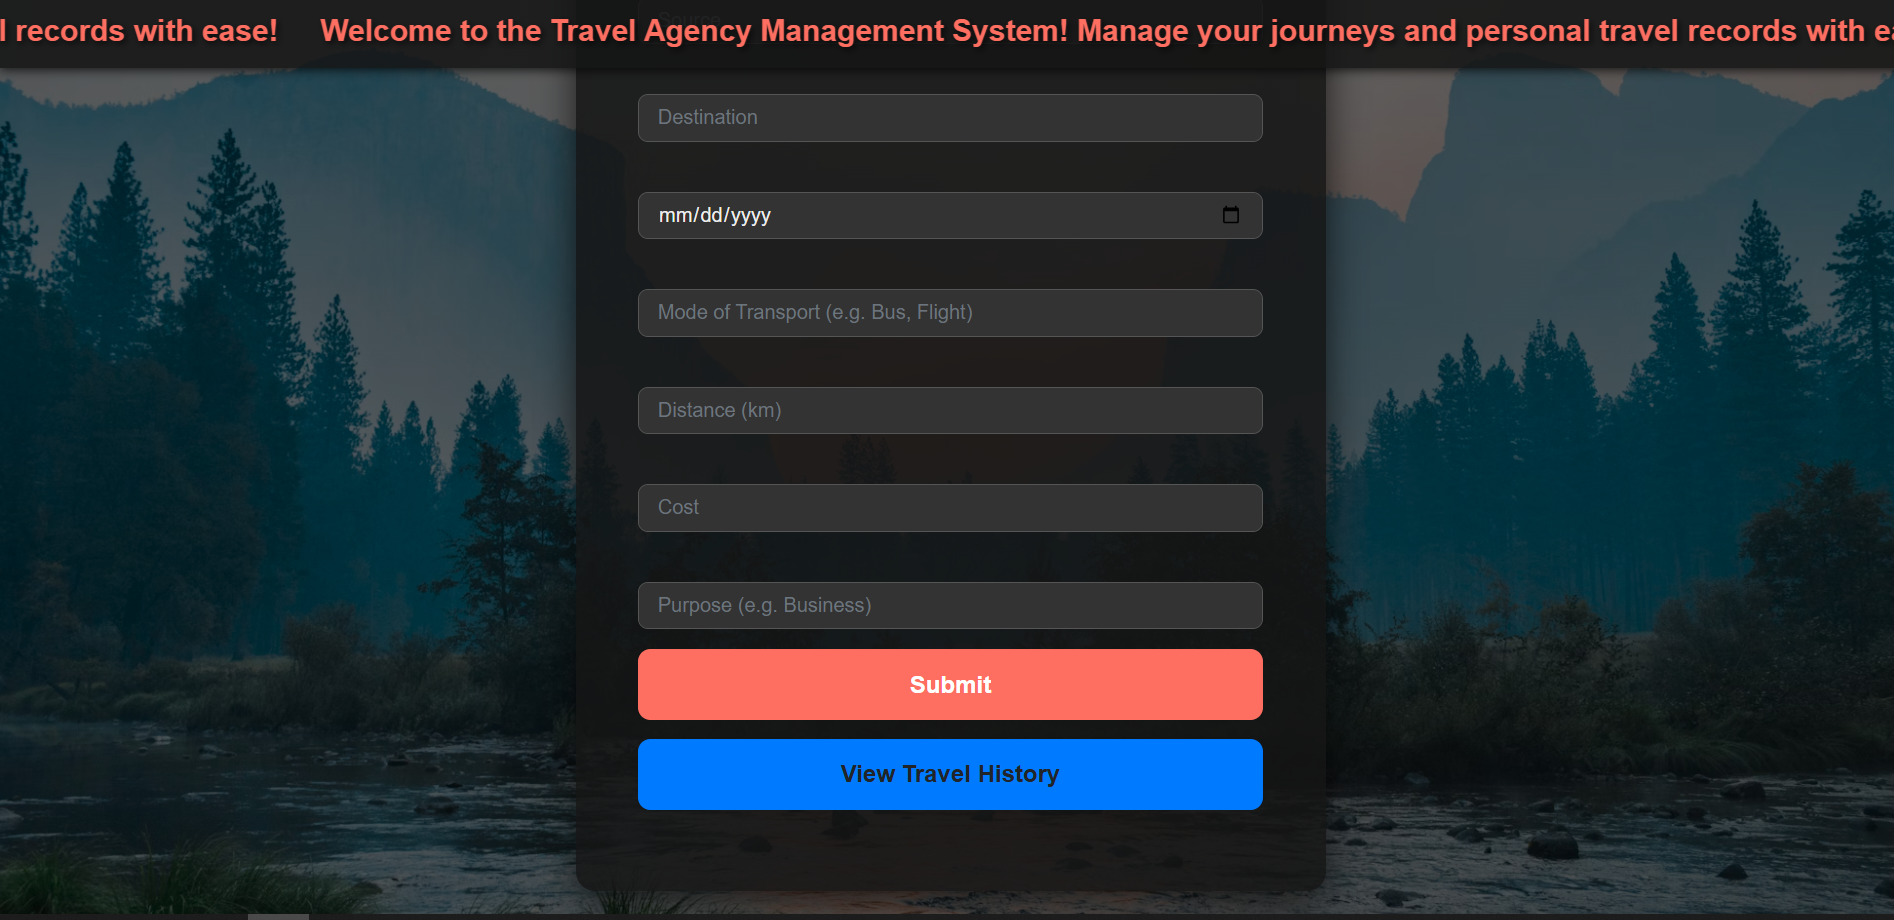 l records with ease! Welcome to the Travel Agency Management System! Manage your journeys and personal travel records with ea
Source
Destination
mm/dd/yyyy
Mode of Transport (e.g. Bus, Flight)
Distance (km)
Cost
Purpose (e.g. Business)
Submit
View Travel History